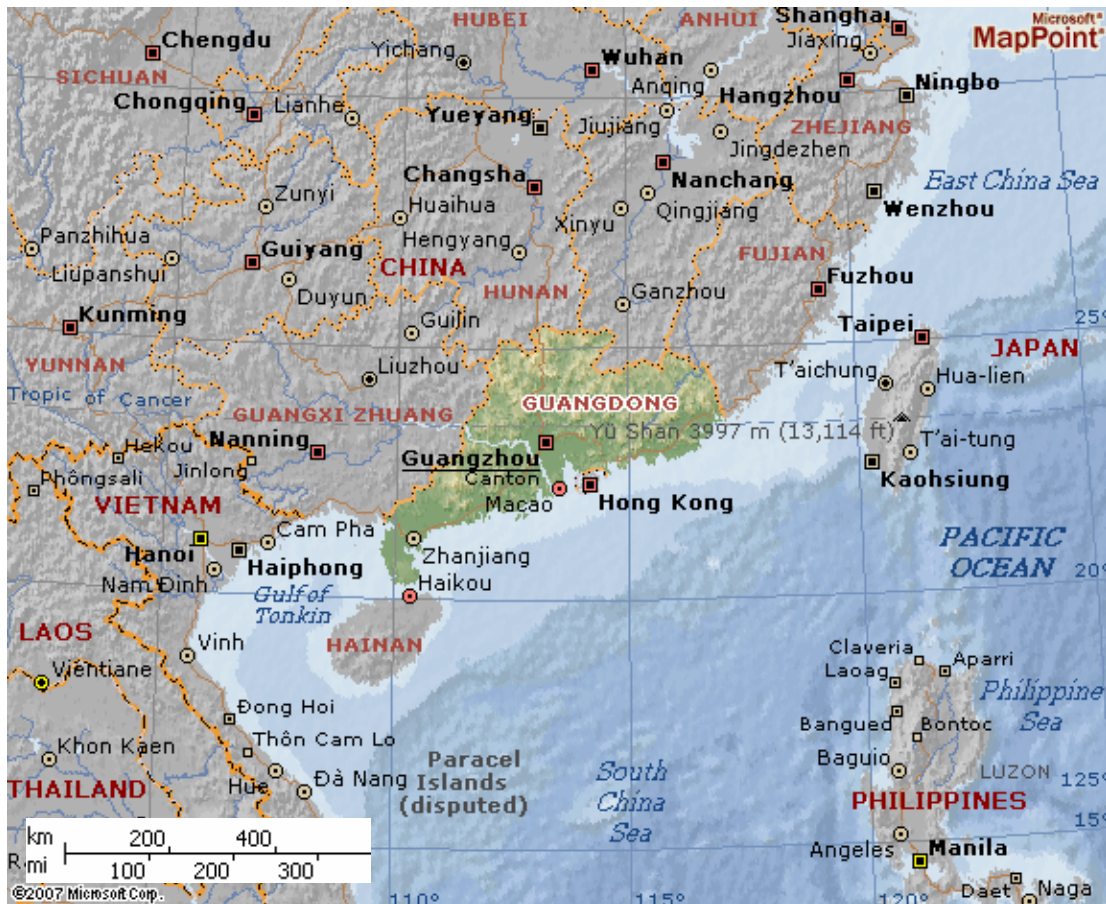 HUBEI
ANHUI
Shanghai
Microsoft®
MapPoint®
Chengdu
Yichang
Wuhan
Jiaxing
SICHUAN
Anqing
Hangzhou
Ningbo
Chongqing
Lianhe
Yueyang
Jiujiang
ZHEJIANG
Jingdezhen
Changsha
Nanchang
East China Sea
Zunyi
Huaihua
Xinyu
Qingjiang
Wenzhou
Panzhihua
Liupanshui
Guiyang
Hengyang
CHINA
FUJIAN
Duyun
HUNAN
Ganzhou
Fuzhou
Kunming
Guilin
Taipei
25°
YUNNAN
Liuzhou
JAPAN
T'aichung
Hua-lien
Tropic of Cancer
GUANGXI ZHUANG
GUANGDONG
Yü Shan 3997 m (13,114 ft)
Hekou
Nanning
Jinlong
Guangzhou
T'ai-tung
Phôngsali
Canton
Kaohsiung
VIETNAM
Macao
Hong Kong
Cam Pha
Hanoi
Haiphong
Zhanjiang
PACIFIC
OCEAN
Nam Đinh
Haikou
20°
Gulf of
Tonkin
LAOS
Vinh
HAINAN
Claveria
Aparri
Vientiane
Laoag
Philippine
Sea
Đong Hoi
Bangued
Bontoc
Khon Kaen
Thôn Cam Lo
Paracel
Islands
(disputed)
Baguio
South
China
Sea
LUZON
Hue
Đà Nang
THAILAND
125°
PHILIPPINES
15°
km 200 400
R
mi 100 200 300
Angeles
Manila
Daet
Naga
©2007 Microsoft Corp.
110°
115°
120°